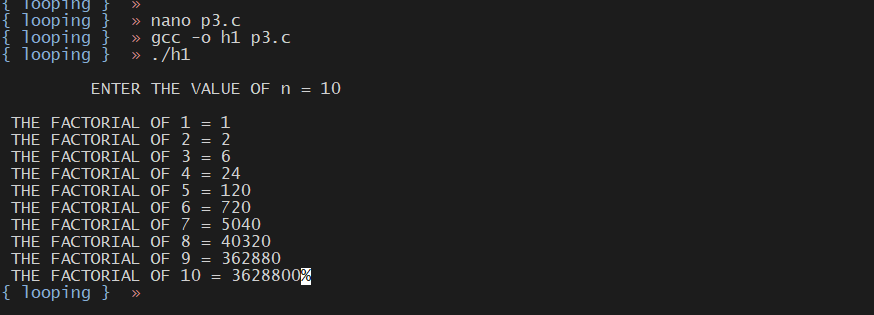 { looping }  »
{ looping }  » nano p3.c
{ looping }  » gcc -o h1 p3.c
{ looping }  » ./h1
ENTER THE VALUE OF n = 10
THE FACTORIAL OF 1 = 1
THE FACTORIAL OF 2 = 2
THE FACTORIAL OF 3 = 6
THE FACTORIAL OF 4 = 24
THE FACTORIAL OF 5 = 120
THE FACTORIAL OF 6 = 720
THE FACTORIAL OF 7 = 5040
THE FACTORIAL OF 8 = 40320
THE FACTORIAL OF 9 = 362880
THE FACTORIAL OF 10 = 3628800%
{ looping }  »